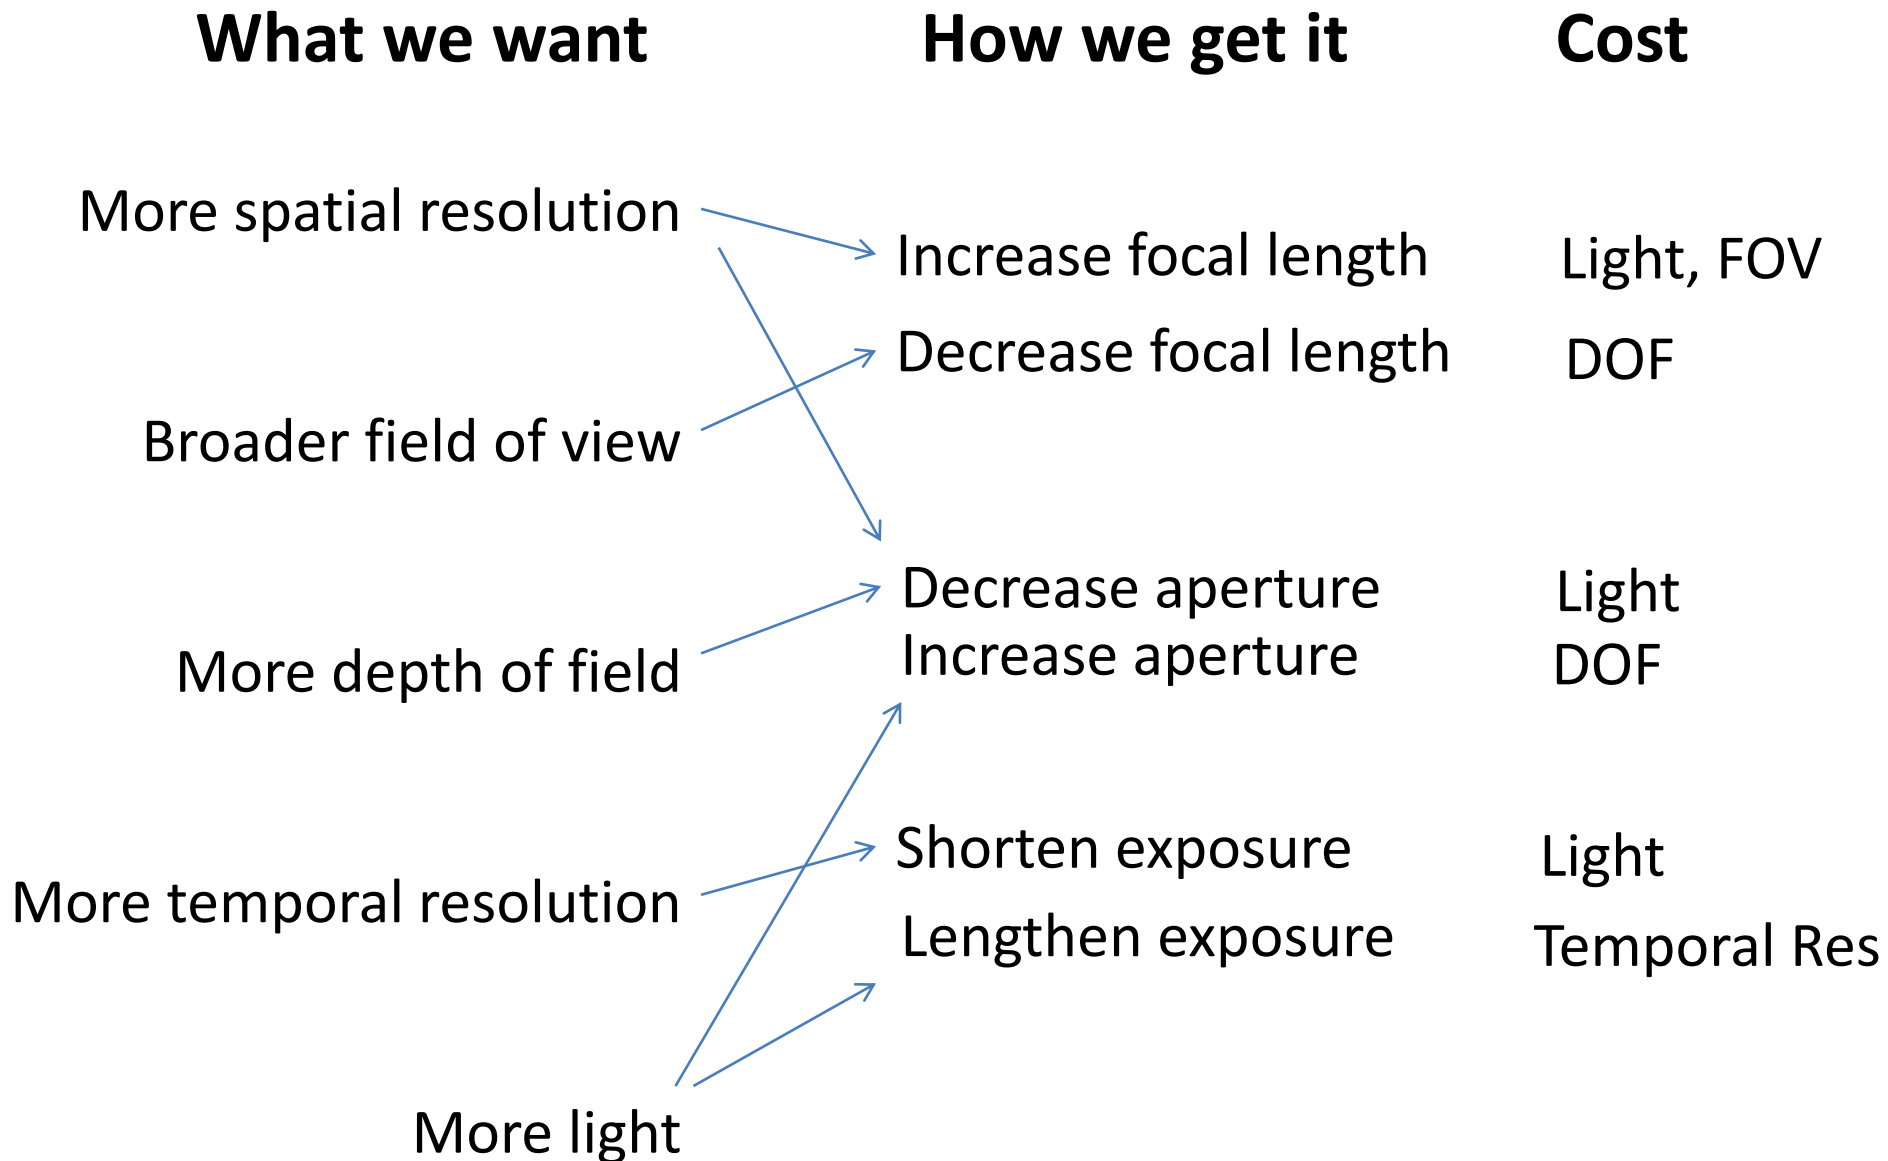 What we want How we get it Cost
More spatial resolution
Increase focal length Light, FOV
Decrease focal length DOF
Broader field of view
Decrease aperture Light
Increase aperture DOF
More depth of field
Shorten exposure Light
More temporal resolution
Lengthen exposure Temporal Res
More light